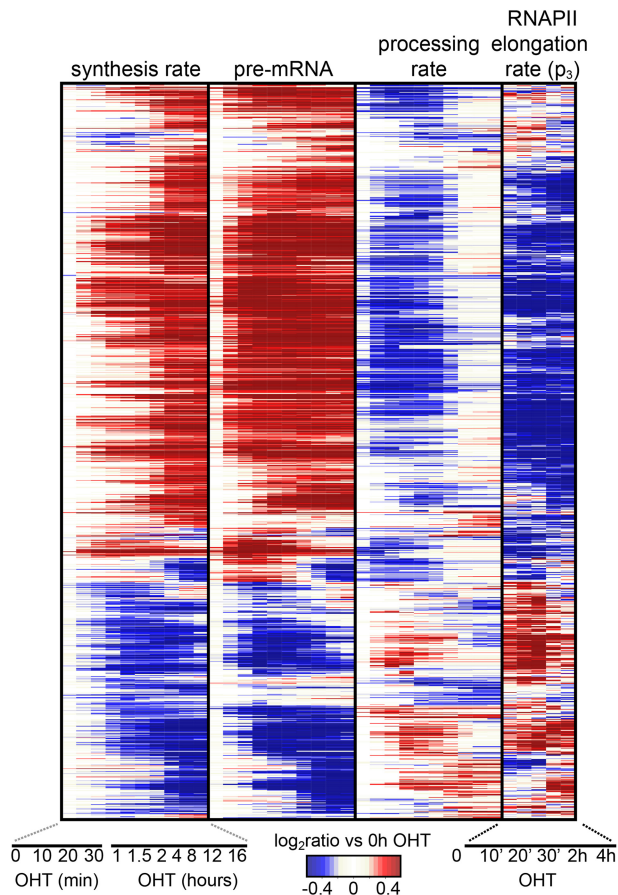 RNAPII
synthesis rate pre-mRNA processing elongation
rate rate (p₃)
0 10 20 30 1 1.5 2 4 8 12 16 0 10' 20' 30' 2h 4h
OHT (min) OHT (hours) OHT
log₂ratio vs 0h OHT
-0.4 0 0.4